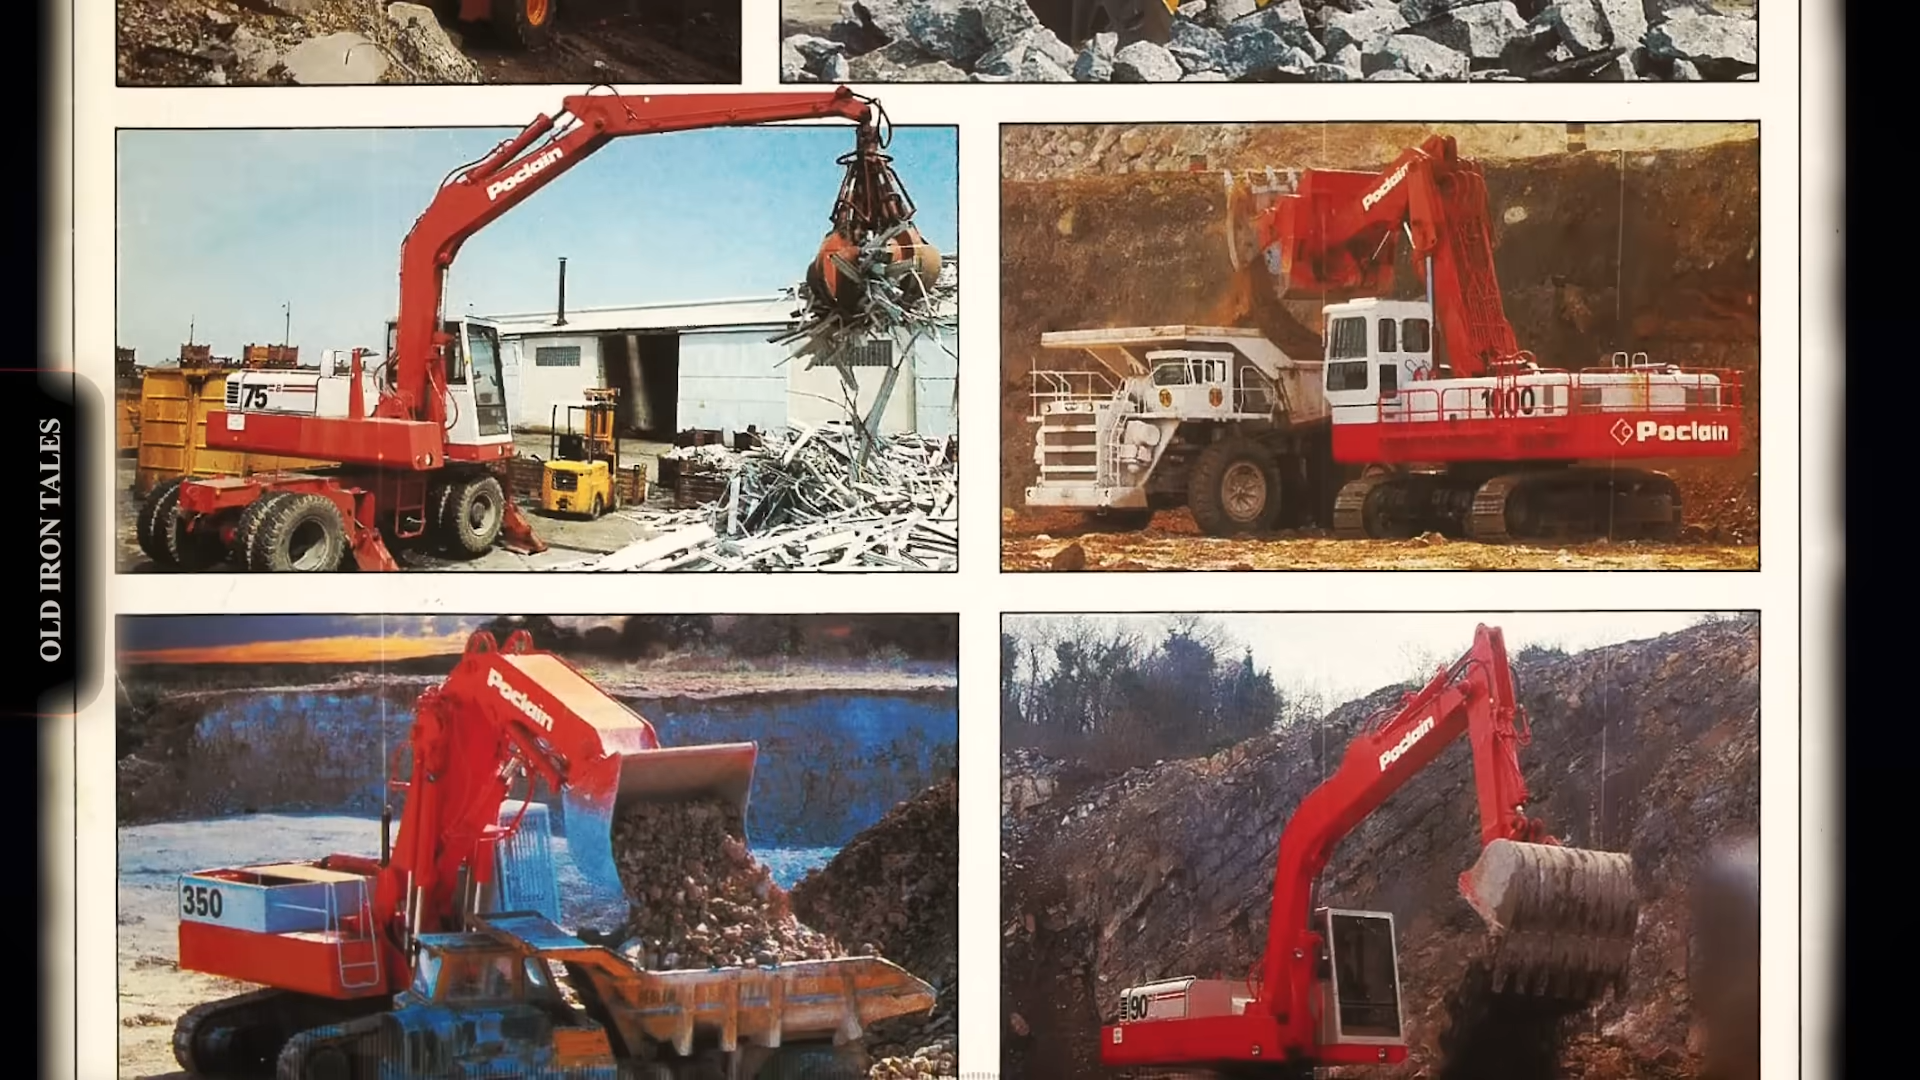 OLD IRON TALES
Poclain
75 B
Poclain
1000
Poclain
Poclain
350
Poclain
90